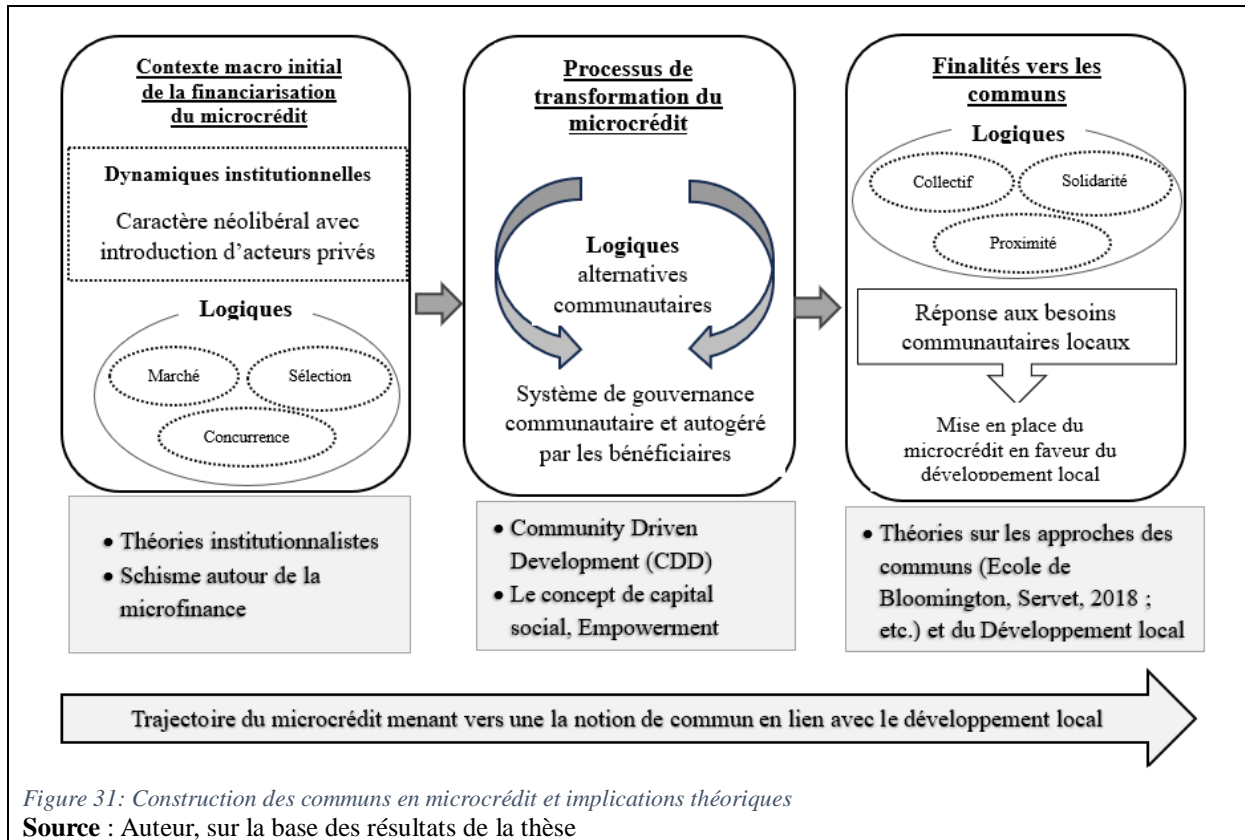 Contexte macro initial
de la financiarisation
du microcrédit
Dynamiques institutionnelles
Caractère néolibéral avec
introduction d'acteurs privés
Logiques
Marché
Sélection
Concurrence
• Théories institutionnalistes
• Schisme autour de la
microfinance
Processus de
transformation du
microcrédit
Logiques
alternatives
communautaires
Système de gouvernance
communautaire et autogéré
par les bénéficiaires
• Community Driven
Development (CDD)
• Le concept de capital
social, Empowerment
Finalités vers les
communs
Logiques
Collectif
Solidarité
Proximité
Réponse aux besoins
communautaires locaux
Mise en place du
microcrédit en faveur du
développement local
• Théories sur les approches des
communs (Ecole de
Bloomington, Servet, 2018 ;
etc.) et du Développement local
Trajectoire du microcrédit menant vers une la notion de commun en lien avec le développement local
Figure 31: Construction des communs en microcrédit et implications théoriques
Source : Auteur, sur la base des résultats de la thèse